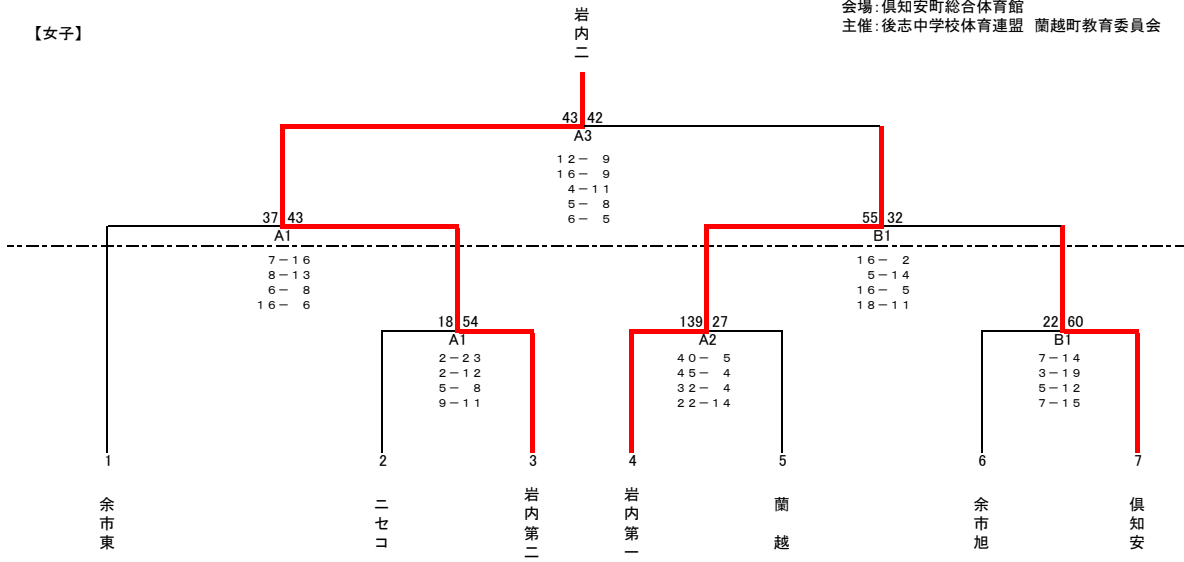 会場：倶知安町総合体育館
主催：後志中学校体育連盟　蘭越町教育委員会
【女子】
岩内二
43 42
A3
12－ 9
16－ 9
4－11
5－ 8
6－ 5
37 43
A1
7－16
8－13
6－ 8
16－ 6
55 32
B1
16－ 2
5－14
16－ 5
18－11
18 54
A1
2－23
2－12
5－ 8
9－11
139 27
A2
40－ 5
45－ 4
32－ 4
22－14
22 60
B1
7－14
3－19
5－12
7－15
1 2 3 4 5 6 7
余市東
ニセコ
岩内第二
岩内第一
蘭越
余市旭
倶知安